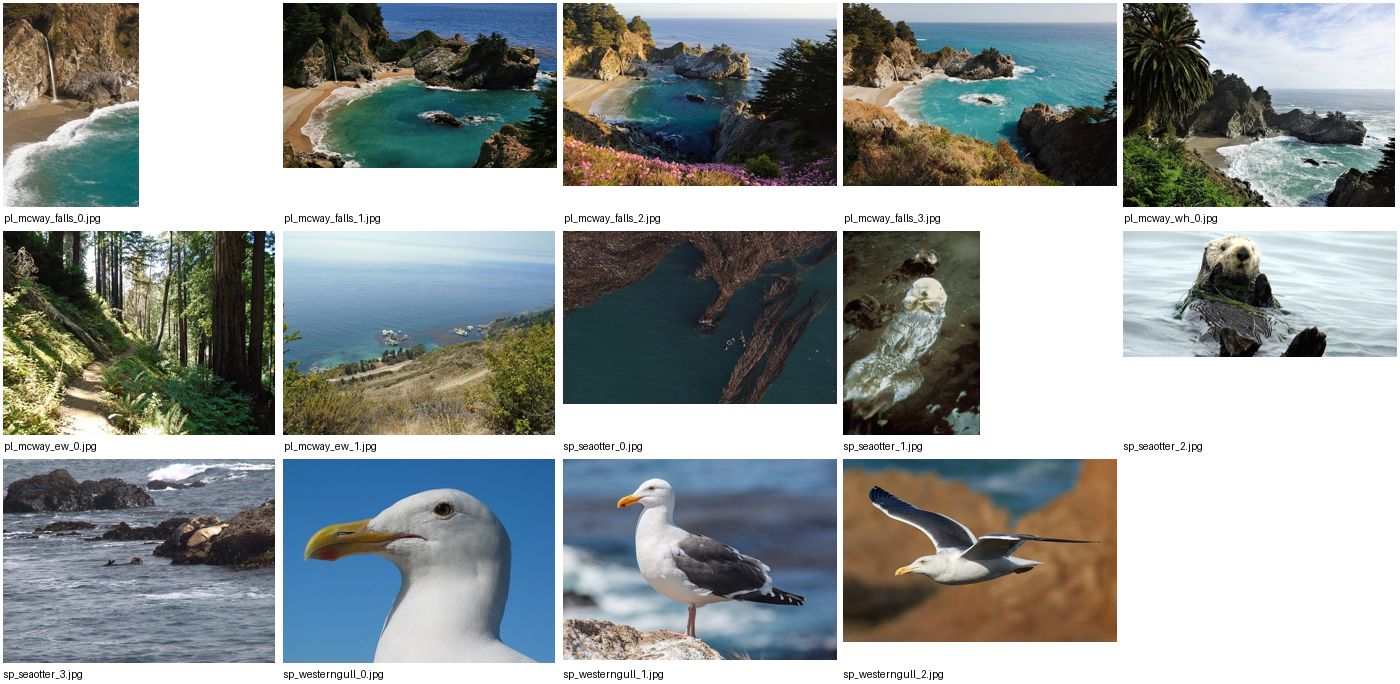 pl_mcway_falls_0.jpg
pl_mcway_falls_1.jpg
pl_mcway_falls_2.jpg
pl_mcway_falls_3.jpg
pl_mcway_wh_0.jpg
pl_mcway_ew_0.jpg
pl_mcway_ew_1.jpg
sp_seaotter_0.jpg
sp_seaotter_1.jpg
sp_seaotter_2.jpg
sp_seaotter_3.jpg
sp_westerngull_0.jpg
sp_westerngull_1.jpg
sp_westerngull_2.jpg